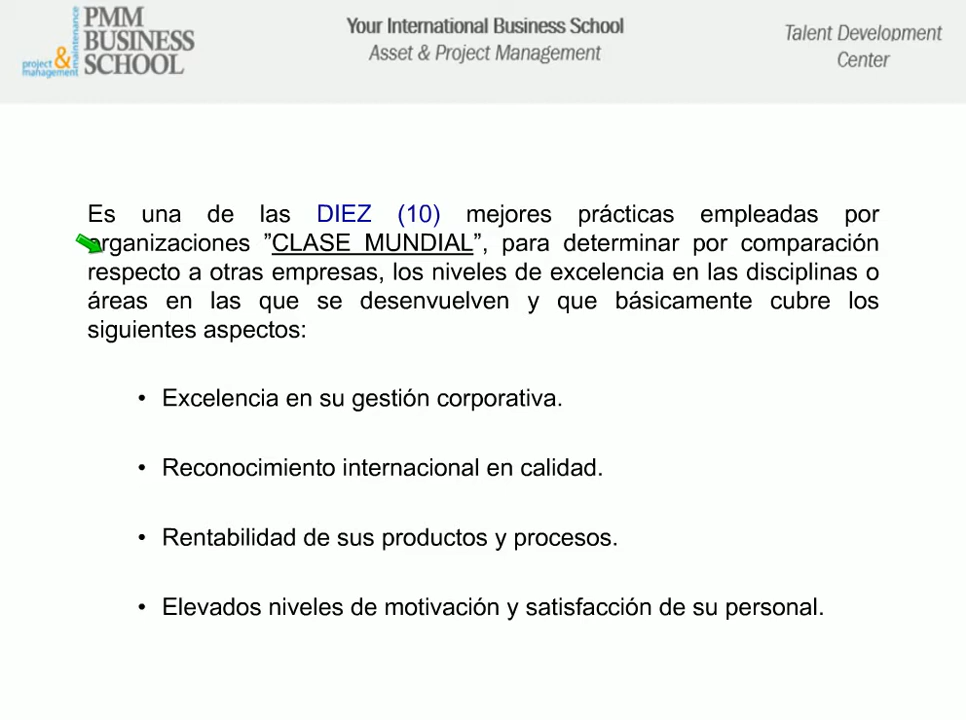 PMM
BUSINESS
SCHOOL
project & management
maintenance
Your International Business School
Asset & Project Management
Talent Development
Center
Es una de las DIEZ (10) mejores prácticas empleadas por
organizaciones ”CLASE MUNDIAL”, para determinar por comparación
respecto a otras empresas, los niveles de excelencia en las disciplinas o
áreas en las que se desenvuelven y que básicamente cubre los
siguientes aspectos:
• Excelencia en su gestión corporativa.
• Reconocimiento internacional en calidad.
• Rentabilidad de sus productos y procesos.
• Elevados niveles de motivación y satisfacción de su personal.